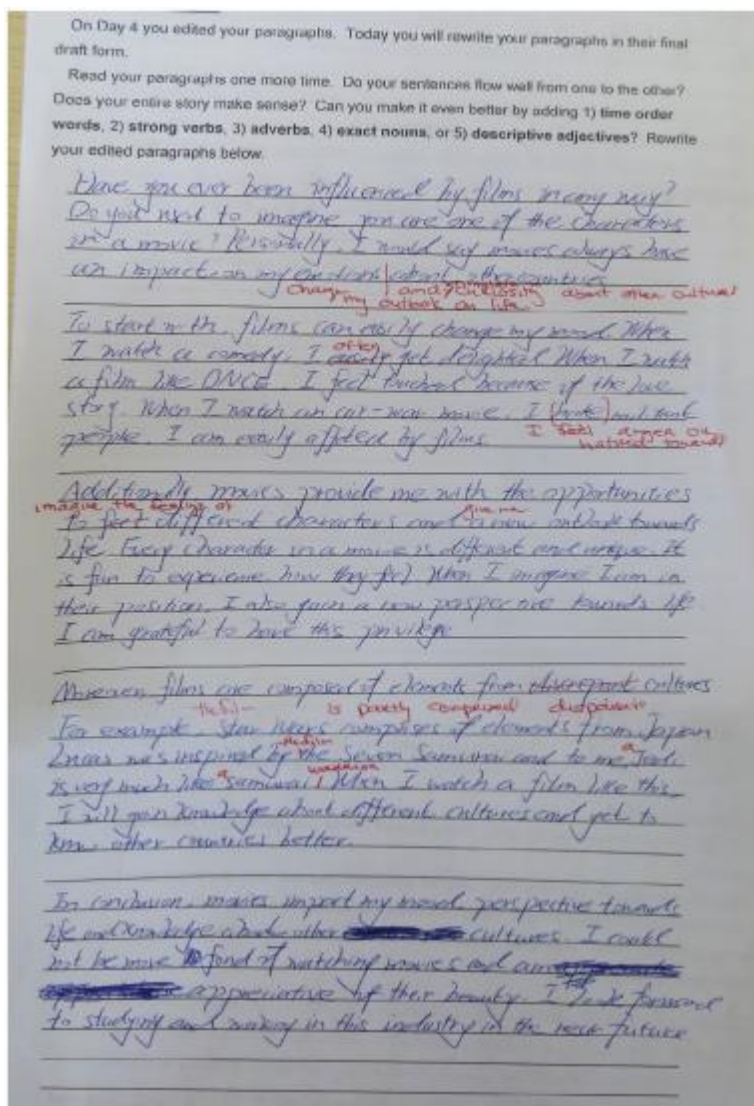 On Day 4 you edited your paragraphs. Today you will rewrite your paragraphs in their final
draft form.
Read your paragraphs one more time. Do your sentences flow well from one to the other?
Does your entire story make sense? Can you make it even better by adding 1) time order
words, 2) strong verbs, 3) adverbs, 4) exact nouns, or 5) descriptive adjectives? Rewrite
your edited paragraphs below.
Have you ever been influenced by films in any way?
Do you used to imagine you are one of the characters
in a movie? Personally, I would say movies always have
an impact on my emotions about other countries
change and curiosity about other cultures
my outlook on life.
To start with, films can easily change my mood. When
often
I watch a comedy, I easily get delighted. When I watch
a film like ONCE, I feel touched because of the love
story. When I watch an war movie, I (hate)
I feel anger or
people. I am easily affected by films.
hatred towards
Additionally, movies provide me with the opportunities
imagine the feeling of
give me
to feel different characters and a new outlook towards
life. Every character in a movie is different and unique. It
is fun to experience how they feel when I imagine I am in
their position. I also gain a new perspective towards life
I am grateful to have this privilege
Moreover films are composed of elements from cultures
the film is partly composed disparate
For example, Star Wars comprises of elements from Japan
Lucas was inspired by the Seven Samurai and to me, Jedi
a
is very much like samurai. When I watch a film like this,
a warrior
I will gain knowledge about different cultures and get to
know other countries better.
In conclusion, movies impact my mood, perspective towards
life and knowledge about other cultures. I could
not be more fond of watching movies and am
appreciative of their beauty. I look forward
to studying and working in this industry in the near future